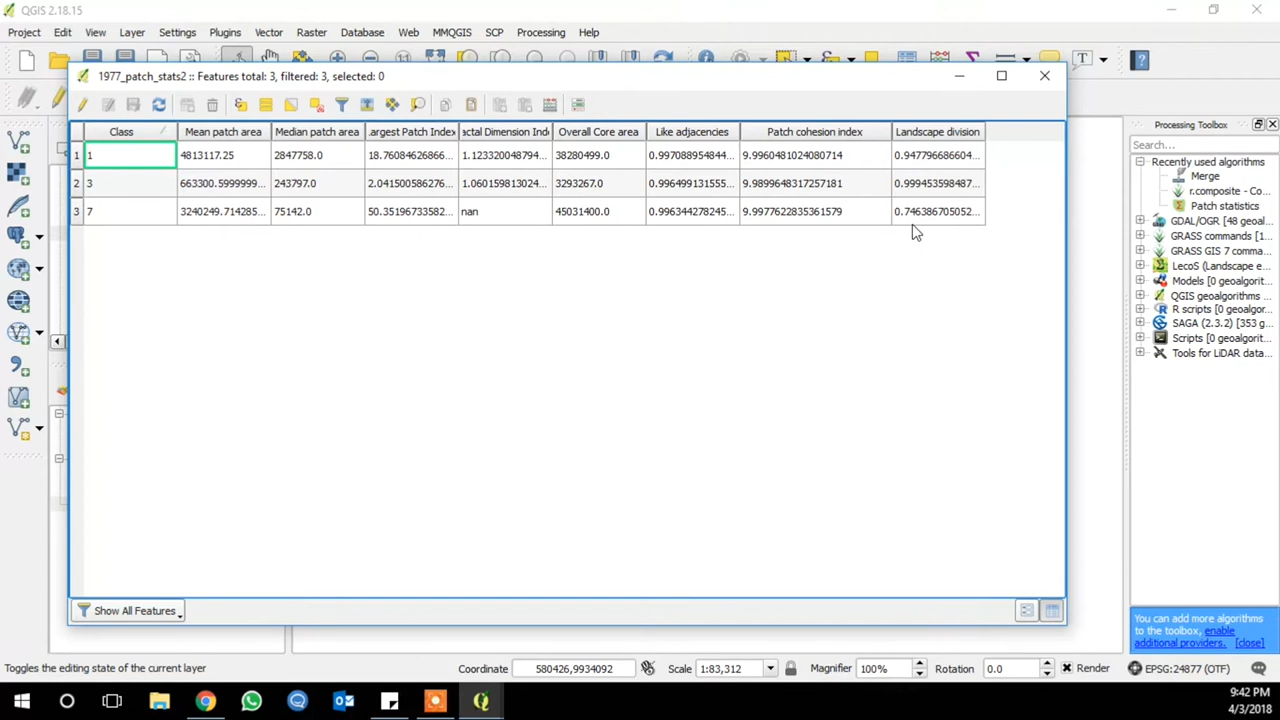 QGIS 2.18.15
Project Edit View Layer Settings Plugins Vector Raster Database Web MMQGIS SCP Processing Help
1977_patch_stats2 :: Features total: 3, filtered: 3, selected: 0
Class Mean patch area Median patch area .argest Patch Index ctal Dimension Ind Overall Core area Like adjacencies Patch cohesion index Landscape division
1 1 4813117.25 2847758.0 18.76084626866... 1.123320048794... 38280499.0 0.997088954844... 9.9960481024080714 0.947796686604...
2 3 663300.5999999... 243797.0 2.041500586276... 1.060159813024... 3293267.0 0.996499131555... 9.9899648317257181 0.999453598487...
3 7 3240249.714285... 75142.0 50.35196733582... nan 45031400.0 0.996344278245... 9.9977622835361579 0.746386705052...
Show All Features
Processing Toolbox
Search...
Recently used algorithms
Merge
r.composite - Co...
Patch statistics
GDAL/OGR [48 geoal...
GRASS commands [1...
GRASS GIS 7 comma...
LecoS (Landscape e...
Models [0 geoalgorit...
QGIS geoalgorithms
R scripts [0 geoalgor...
SAGA (2.3.2) [353 g...
Scripts [0 geoalgorit...
Tools for LiDAR data...
You can add more algorithms
to the toolbox, enable
additional providers. [close]
Toggles the editing state of the current layer
Coordinate 580426,9934092 Scale 1:83,312 Magnifier 100% Rotation 0.0 Render EPSG:24877 (OTF)
9:42 PM
4/3/2018